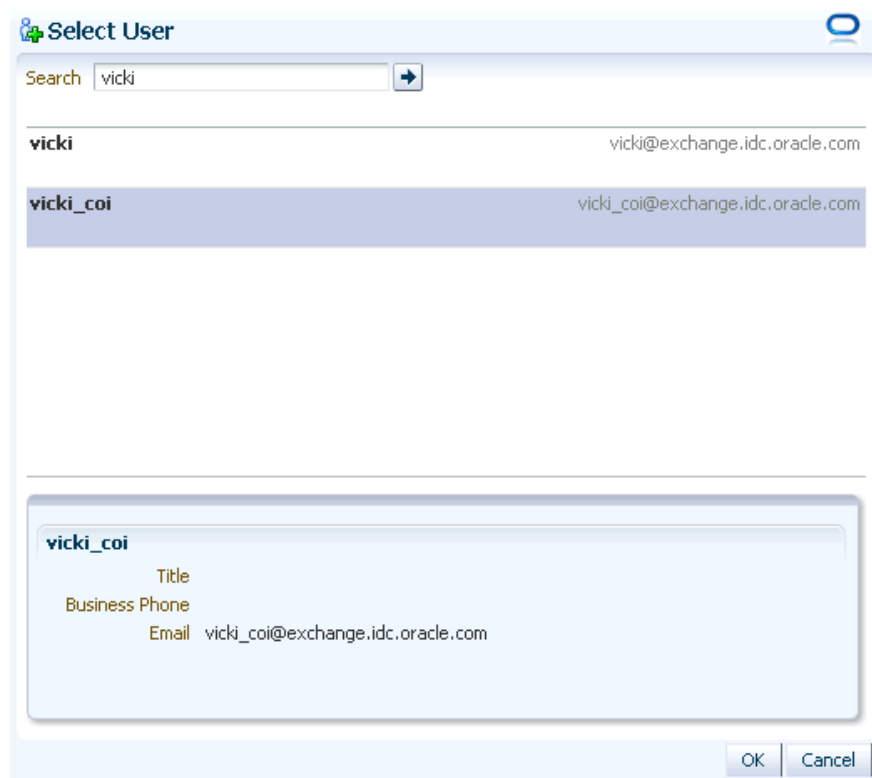 Select User
Search vicki
vicki vicki@exchange.idc.oracle.com
vicki_coi vicki_coi@exchange.idc.oracle.com
vicki_coi
Title
Business Phone
Email vicki_coi@exchange.idc.oracle.com
OK Cancel